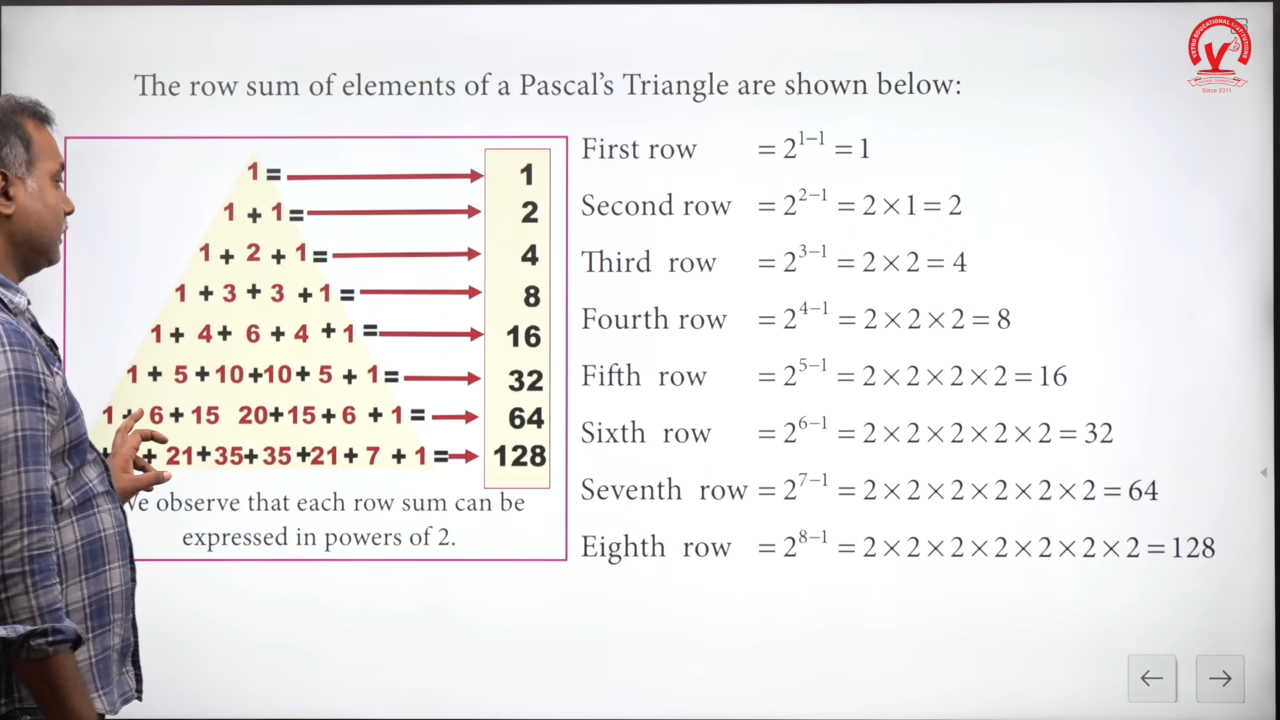 The row sum of elements of a Pascal's Triangle are shown below:
1 = 1
1 + 1 = 2
1 + 2 + 1 = 4
1 + 3 + 3 + 1 = 8
1 + 4 + 6 + 4 + 1 = 16
1 + 5 + 10 + 10 + 5 + 1 = 32
1 + 6 + 15 20 + 15 + 6 + 1 = 64
+ 21 + 35 + 35 + 21 + 7 + 1 = 128
We observe that each row sum can be
expressed in powers of 2.
First row = 2^{1–1} = 1
Second row = 2^{2–1} = 2 × 1 = 2
Third row = 2^{3–1} = 2 × 2 = 4
Fourth row = 2^{4–1} = 2 × 2 × 2 = 8
Fifth row = 2^{5–1} = 2 × 2 × 2 × 2 = 16
Sixth row = 2^{6–1} = 2 × 2 × 2 × 2 × 2 = 32
Seventh row = 2^{7–1} = 2 × 2 × 2 × 2 × 2 × 2 = 64
Eighth row = 2^{8–1} = 2 × 2 × 2 × 2 × 2 × 2 × 2 = 128
VETRII EDUCATIONAL INSTITUTIONS
V
Since 2011